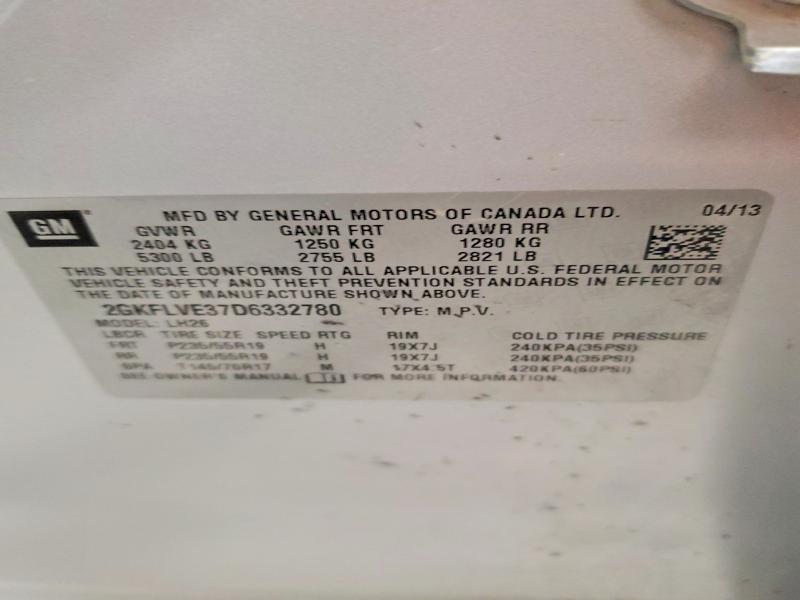 GM
MFD BY GENERAL MOTORS OF CANADA LTD. 04/13
GVWR GAWR FRT GAWR RR
2404 KG 1250 KG 1280 KG
5300 LB 2755 LB 2821 LB
THIS VEHICLE CONFORMS TO ALL APPLICABLE U.S. FEDERAL MOTOR
VEHICLE SAFETY AND THEFT PREVENTION STANDARDS IN EFFECT ON
THE DATE OF MANUFACTURE SHOWN ABOVE.
2GKFLVE37D6332780 TYPE: M.P.V.
MODEL: LH26
LBCR TIRE SIZE SPEED RTG RIM COLD TIRE PRESSURE
FRT P235/55R19 H 19X7J 240KPA(35PSI)
RR P235/55R19 H 19X7J 240KPA(35PSI)
SPA T145/70R17 M 17X4.5T 420KPA(60PSI)
SEE OWNER'S MANUAL FOR MORE INFORMATION.